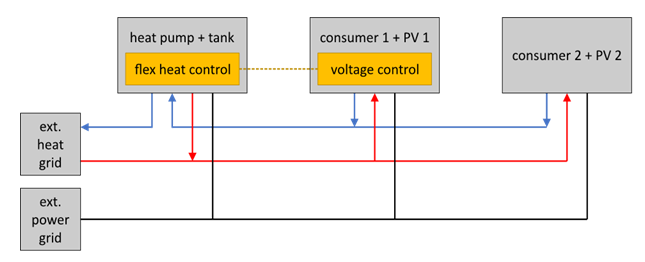 heat pump + tank
flex heat control
consumer 1 + PV 1
voltage control
consumer 2 + PV 2
ext.
heat
grid
ext.
power
grid